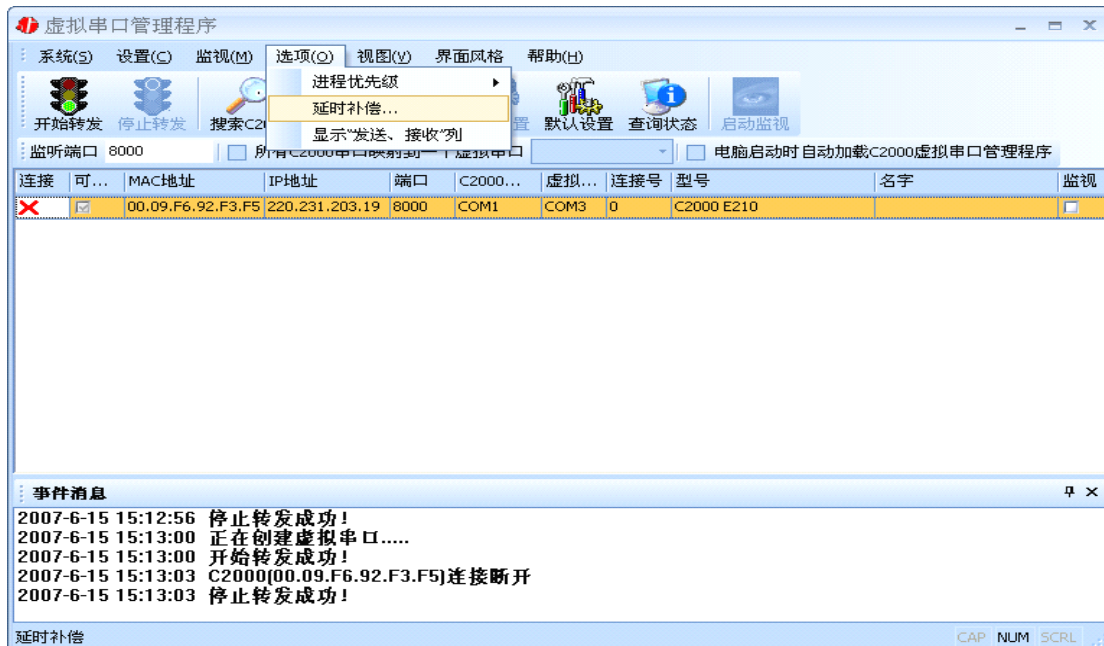 虚拟串口管理程序
系统(S) 设置(C) 监视(M) 选项(O) 视图(V) 界面风格 帮助(H)
进程优先级
延时补偿...
显示"发送、接收"列
开始转发 停止转发 搜索C20 置 默认设置 查询状态 启动监视
监听端口 8000 所有C2000串口映射到一个虚拟串口 电脑启动时自动加载C2000虚拟串口管理程序
连接 可... MAC地址 IP地址 端口 C2000... 虚拟... 连接号 型号 名字 监视
00.09.F6.92.F3.F5 220.231.203.19 8000 COM1 COM3 0 C2000 E210
事件消息
2007-6-15 15:12:56 停止转发成功!
2007-6-15 15:13:00 正在创建虚拟串口.....
2007-6-15 15:13:00 开始转发成功!
2007-6-15 15:13:03 C2000(00.09.F6.92.F3.F5)连接断开
2007-6-15 15:13:03 停止转发成功!
延时补偿 CAP NUM SCRL